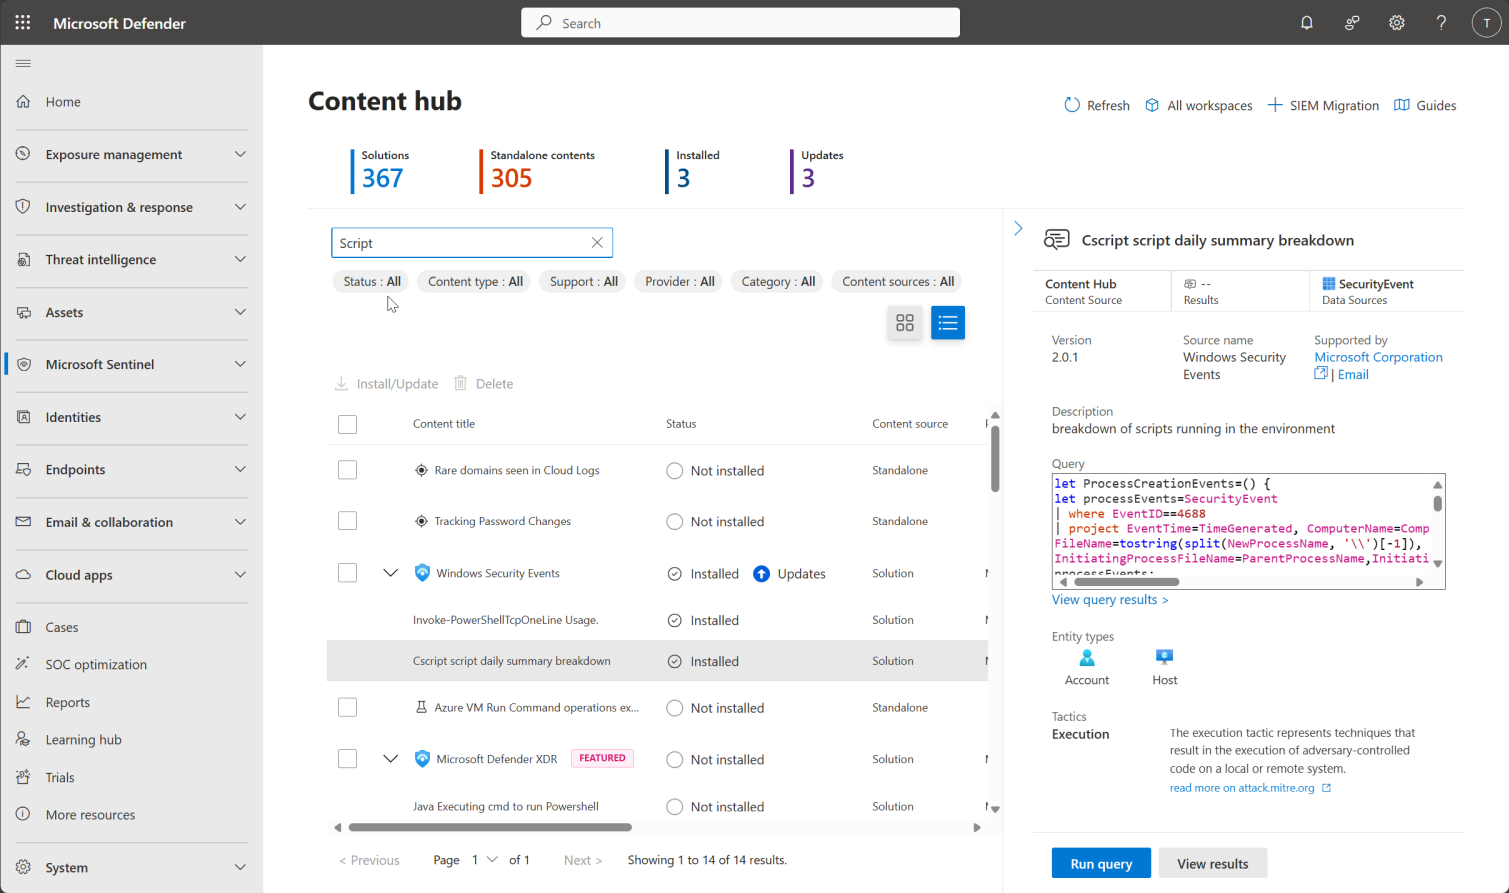 Microsoft Defender
Search
T
Home
Exposure management
Investigation & response
Threat intelligence
Assets
Microsoft Sentinel
Identities
Endpoints
Email & collaboration
Cloud apps
Cases
SOC optimization
Reports
Learning hub
Trials
More resources
System
Content hub
Refresh All workspaces SIEM Migration Guides
Solutions
367
Standalone contents
305
Installed
3
Updates
3
Script
Status : All Content type : All Support : All Provider : All Category : All Content sources : All
Install/Update Delete
Content title Status Content source
Rare domains seen in Cloud Logs Not installed Standalone
Tracking Password Changes Not installed Standalone
Windows Security Events Installed Updates Solution
Invoke-PowerShellTcpOneLine Usage. Installed Solution
Cscript script daily summary breakdown Installed Solution
Azure VM Run Command operations ex... Not installed Standalone
Microsoft Defender XDR FEATURED Not installed Solution
Java Executing cmd to run Powershell Not installed Solution
< Previous Page 1 of 1 Next > Showing 1 to 14 of 14 results.
Cscript script daily summary breakdown
Content Hub
Content Source
--
Results
SecurityEvent
Data Sources
Version
2.0.1
Source name
Windows Security
Events
Supported by
Microsoft Corporation
| Email
Description
breakdown of scripts running in the environment
Query
let ProcessCreationEvents=() {
let processEvents=SecurityEvent
| where EventID==4688
| project EventTime=TimeGenerated, ComputerName=Comp
FileName=tostring(split(NewProcessName, '\\')[-1]),
InitiatingProcessFileName=ParentProcessName,Initiati
processEvents;
View query results >
Entity types
Account Host
Tactics
Execution
The execution tactic represents techniques that
result in the execution of adversary-controlled
code on a local or remote system.
read more on attack.mitre.org
Run query View results